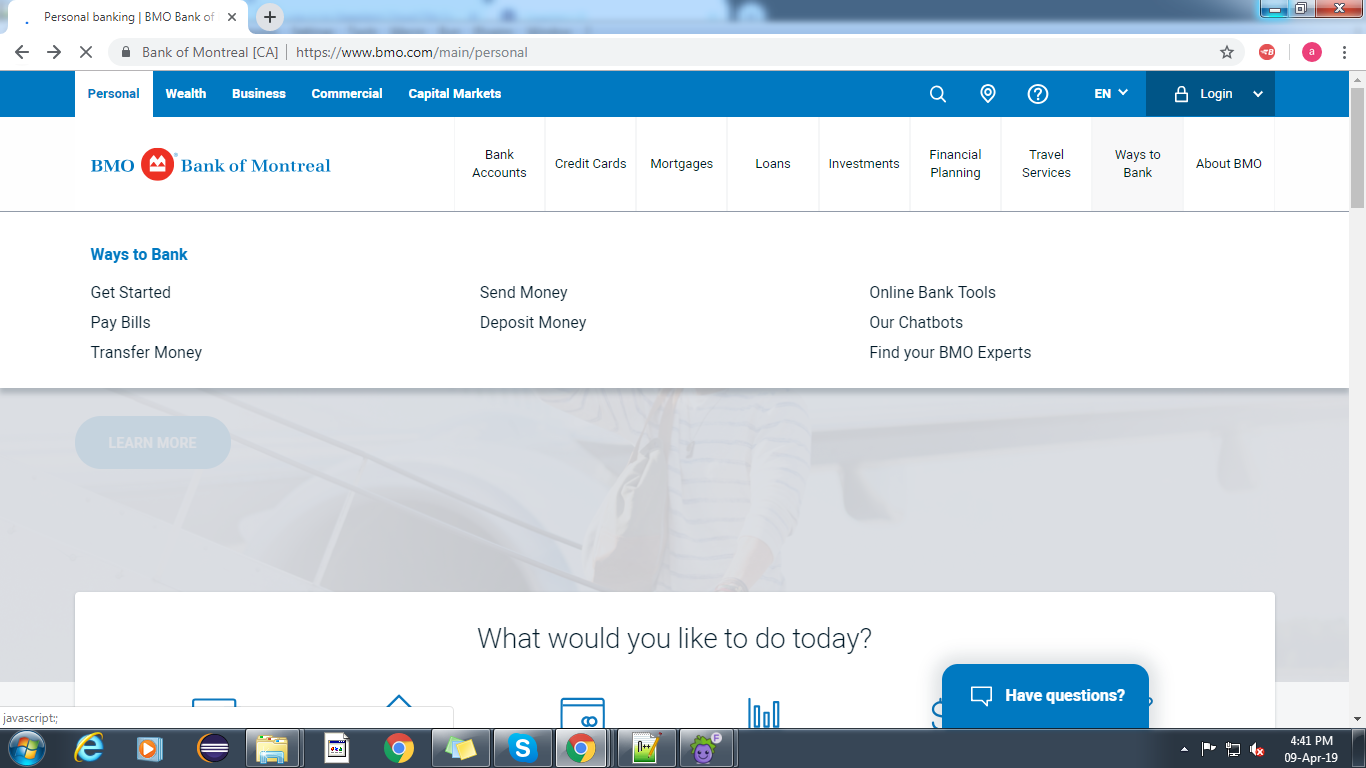 Personal banking | BMO Bank of
Bank of Montreal [CA] | https://www.bmo.com/main/personal
a
Personal Wealth Business Commercial Capital Markets EN Login
BMO Bank of Montreal
Bank Accounts
Credit Cards
Mortgages
Loans
Investments
Financial Planning
Travel Services
Ways to Bank
About BMO
Ways to Bank
Get Started Send Money Online Bank Tools
Pay Bills Deposit Money Our Chatbots
Transfer Money Find your BMO Experts
LEARN MORE
What would you like to do today?
Have questions?
javascript:;
4:41 PM
09-Apr-19